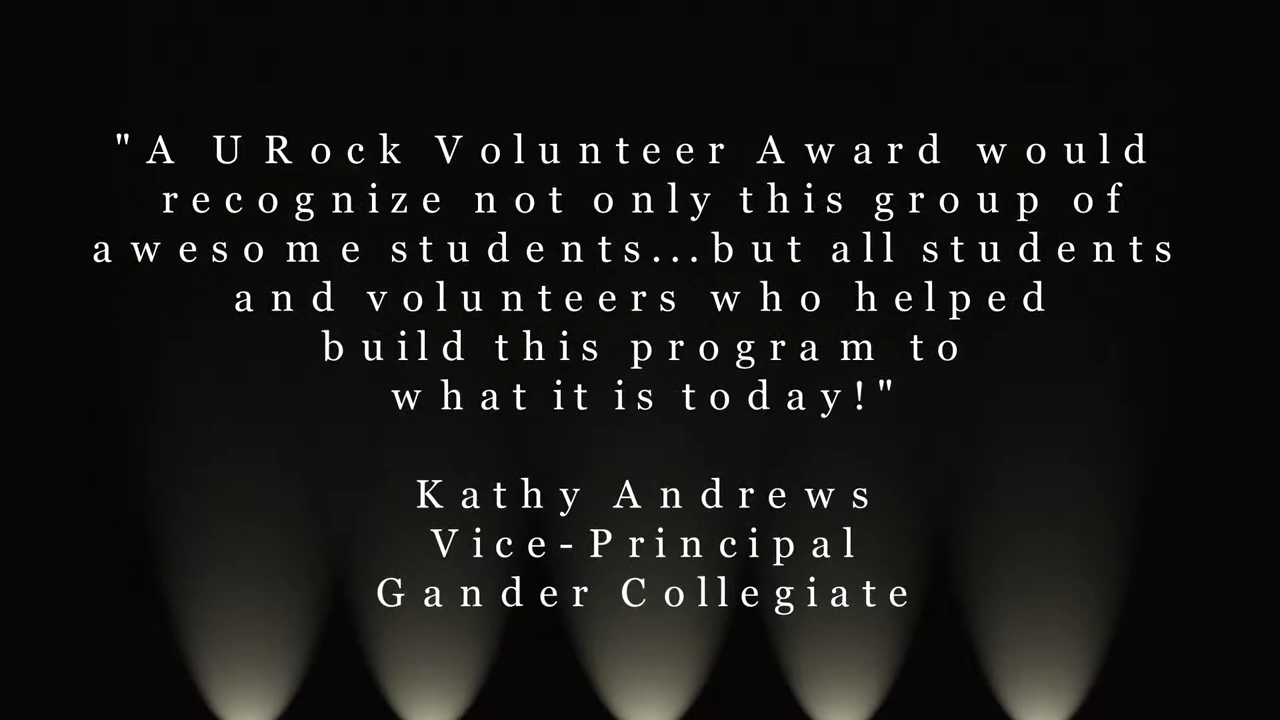 "A U Rock Volunteer Award would
recognize not only this group of
awesome students...but all students
and volunteers who helped
build this program to
what it is today!"
Kathy Andrews
Vice-Principal
Gander Collegiate